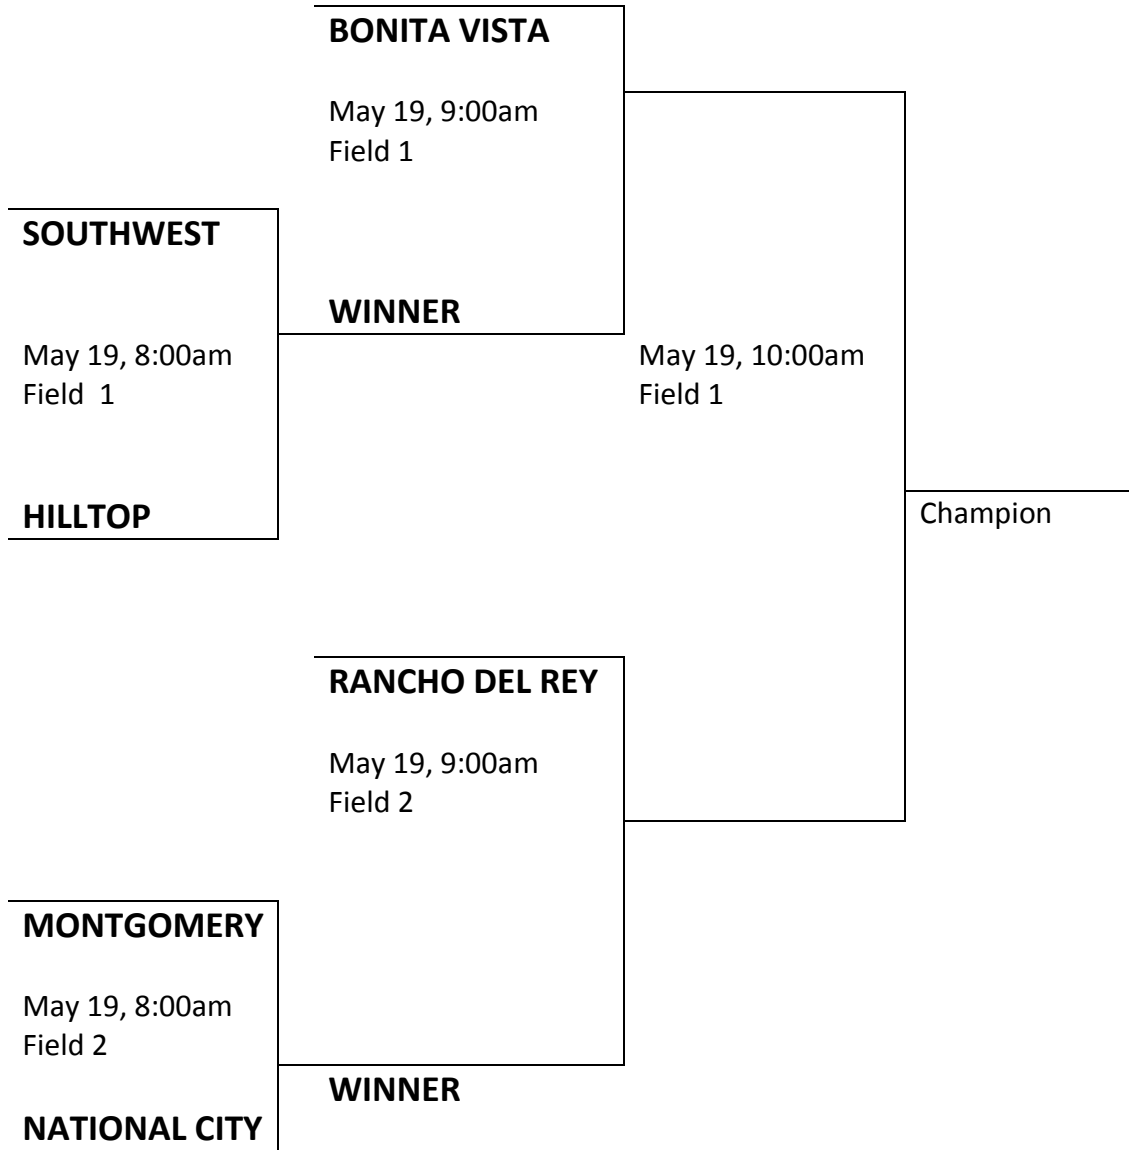 BONITA VISTA
May 19, 9:00am
Field 1
SOUTHWEST
WINNER
May 19, 8:00am
Field  1
May 19, 10:00am
Field 1
HILLTOP
Champion
RANCHO DEL REY
May 19, 9:00am
Field 2
MONTGOMERY
May 19, 8:00am
Field 2
WINNER
NATIONAL CITY